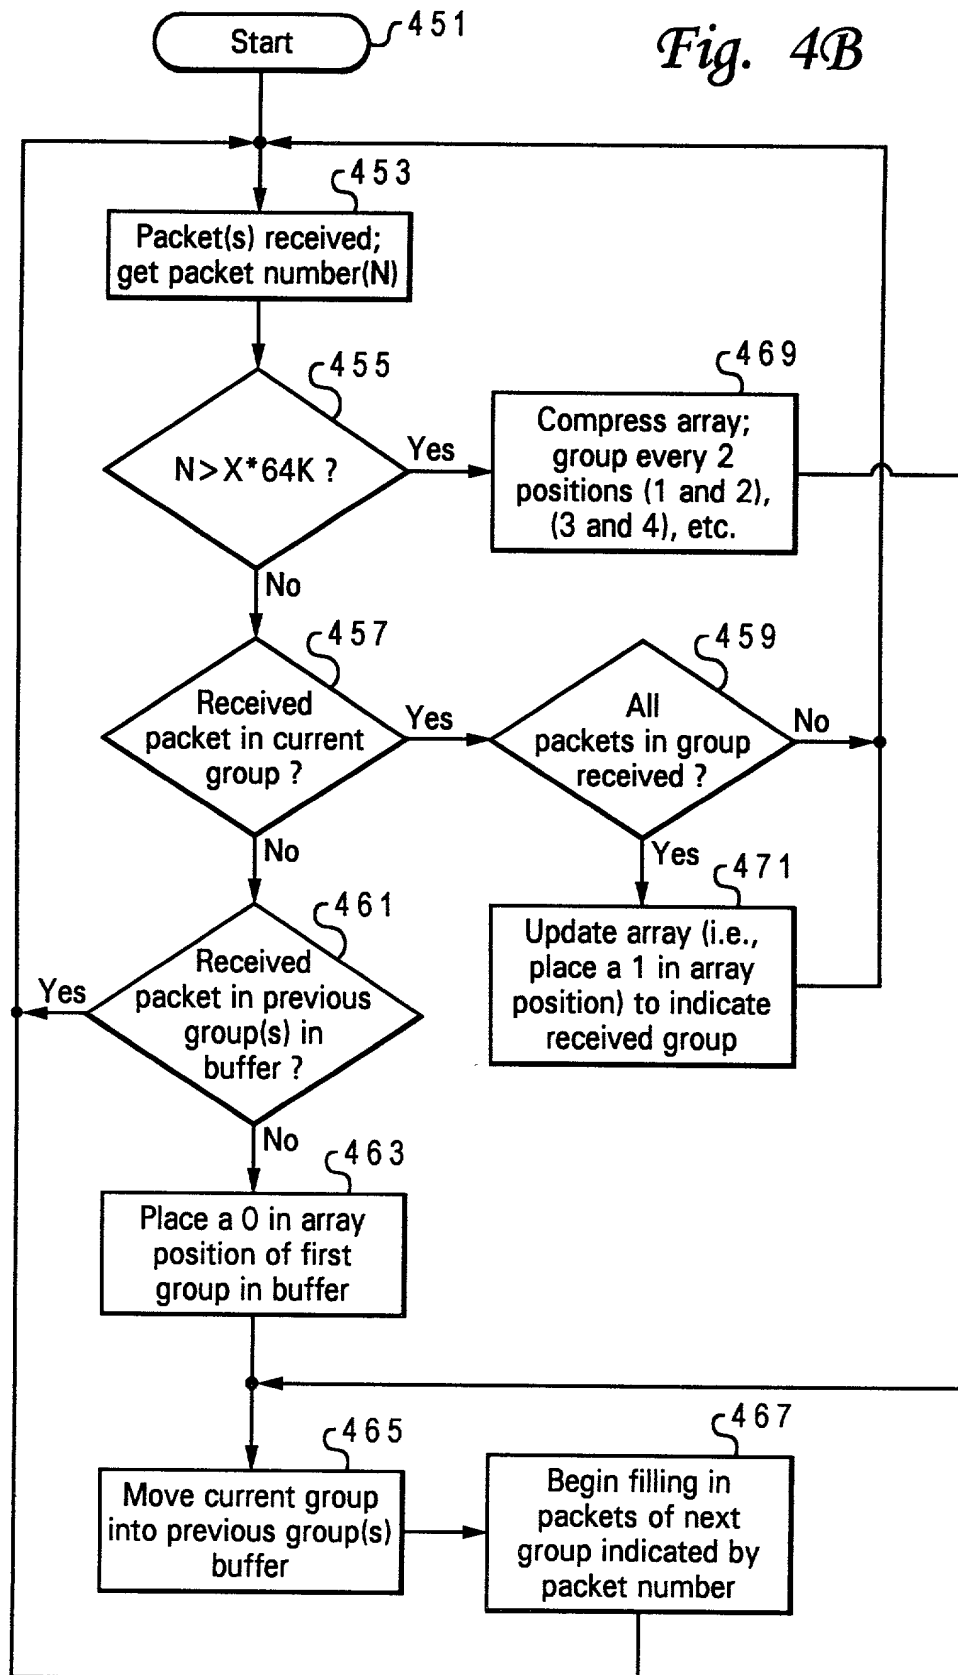 Start
451
Fig. 4B
453
Packet(s) received;
get packet number(N)
455
N>X*64K ?
Yes
No
469
Compress array;
group every 2
positions (1 and 2),
(3 and 4), etc.
457
Received
packet in current
group ?
Yes
No
459
All
packets in group
received ?
No
Yes
471
Update array (i.e.,
place a 1 in array
position) to indicate
received group
461
Received
packet in previous
group(s) in
buffer ?
Yes
No
463
Place a 0 in array
position of first
group in buffer
465
Move current group
into previous group(s)
buffer
467
Begin filling in
packets of next
group indicated by
packet number